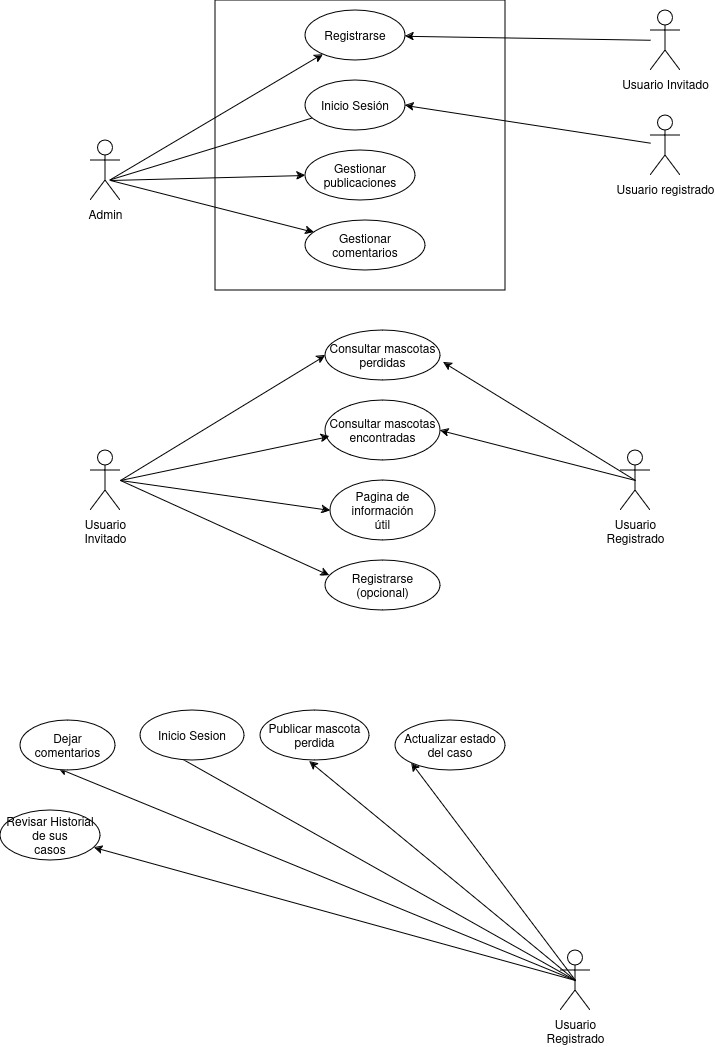 Registrarse
Usuario Invitado
Inicio Sesión
Usuario registrado
Gestionar
publicaciones
Admin
Gestionar
comentarios
Consultar mascotas
perdidas
Consultar mascotas
encontradas
Pagina de
información
útil
Usuario
Invitado
Usuario
Registrado
Registrarse
(opcional)
Dejar
comentarios
Inicio Sesion
Publicar mascota
perdida
Actualizar estado
del caso
Revisar Historial
de sus
casos
Usuario
Registrado